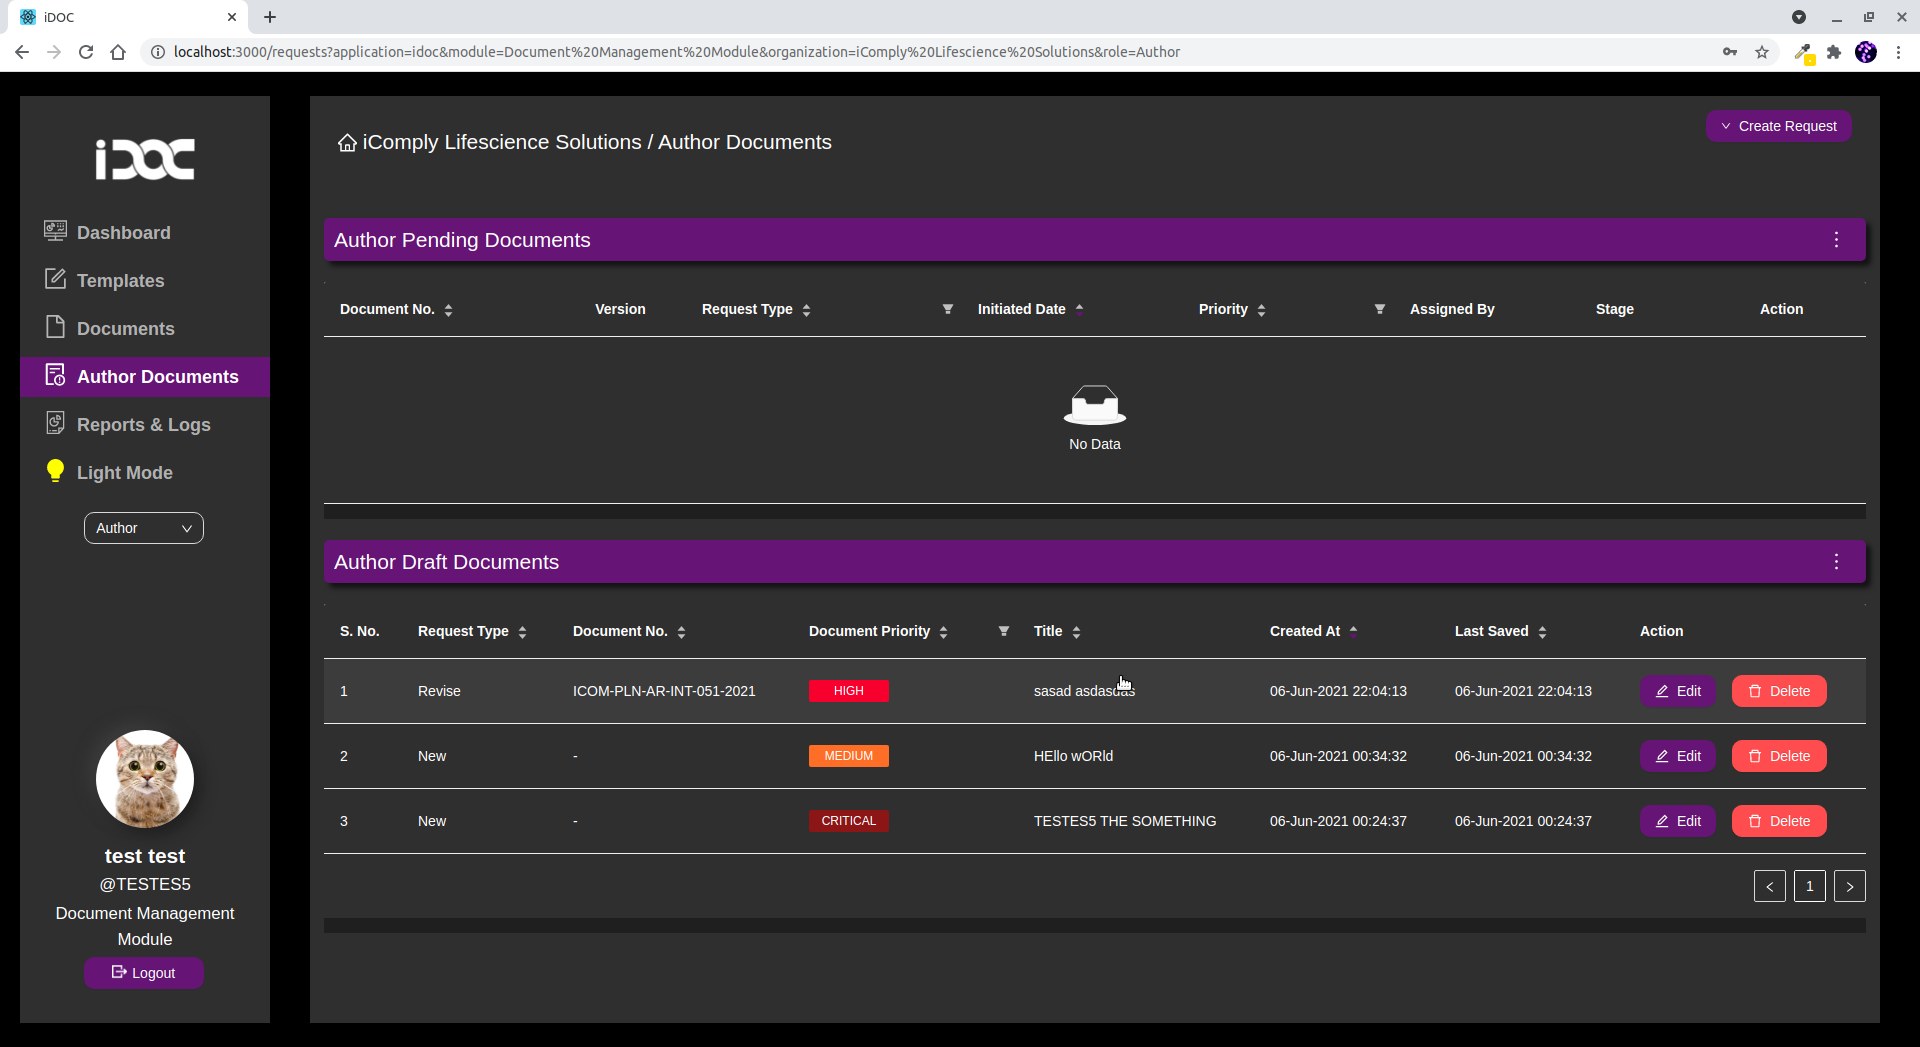 iDOC
localhost:3000/requests?application=idoc&module=Document%20Management%20Module&organization=iComply%20Lifescience%20Solutions&role=Author
iDOC
Dashboard
Templates
Documents
Author Documents
Reports & Logs
Light Mode
Author
test test
@TESTES5
Document Management
Module
Logout
iComply Lifescience Solutions / Author Documents
Create Request
Author Pending Documents
Document No. Version Request Type Initiated Date Priority Assigned By Stage Action
No Data
Author Draft Documents
S. No. Request Type Document No. Document Priority Title Created At Last Saved Action
1 Revise ICOM-PLN-AR-INT-051-2021 HIGH sasad asdasdas 06-Jun-2021 22:04:13 06-Jun-2021 22:04:13 Edit Delete
2 New - MEDIUM HEllo wORld 06-Jun-2021 00:34:32 06-Jun-2021 00:34:32 Edit Delete
3 New - CRITICAL TESTES5 THE SOMETHING 06-Jun-2021 00:24:37 06-Jun-2021 00:24:37 Edit Delete
< 1 >